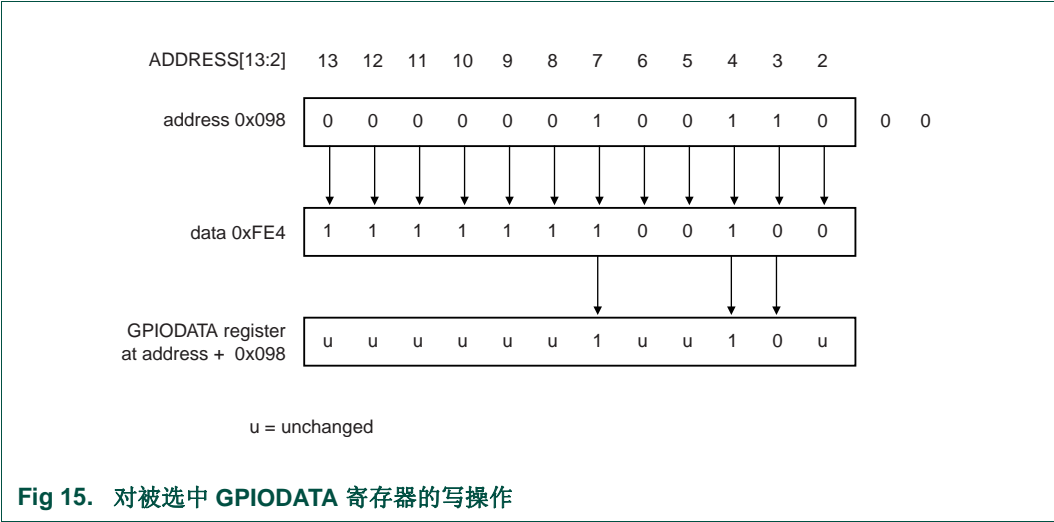 ADDRESS[13:2] 13 12 11 10 9 8 7 6 5 4 3 2
address 0x098 0 0 0 0 0 0 1 0 0 1 1 0 0 0
data 0xFE4 1 1 1 1 1 1 1 0 0 1 0 0
GPIODATA register
at address + 0x098 u u u u u u 1 u u 1 0 u
u = unchanged
Fig 15. 对被选中 GPIODATA 寄存器的写操作